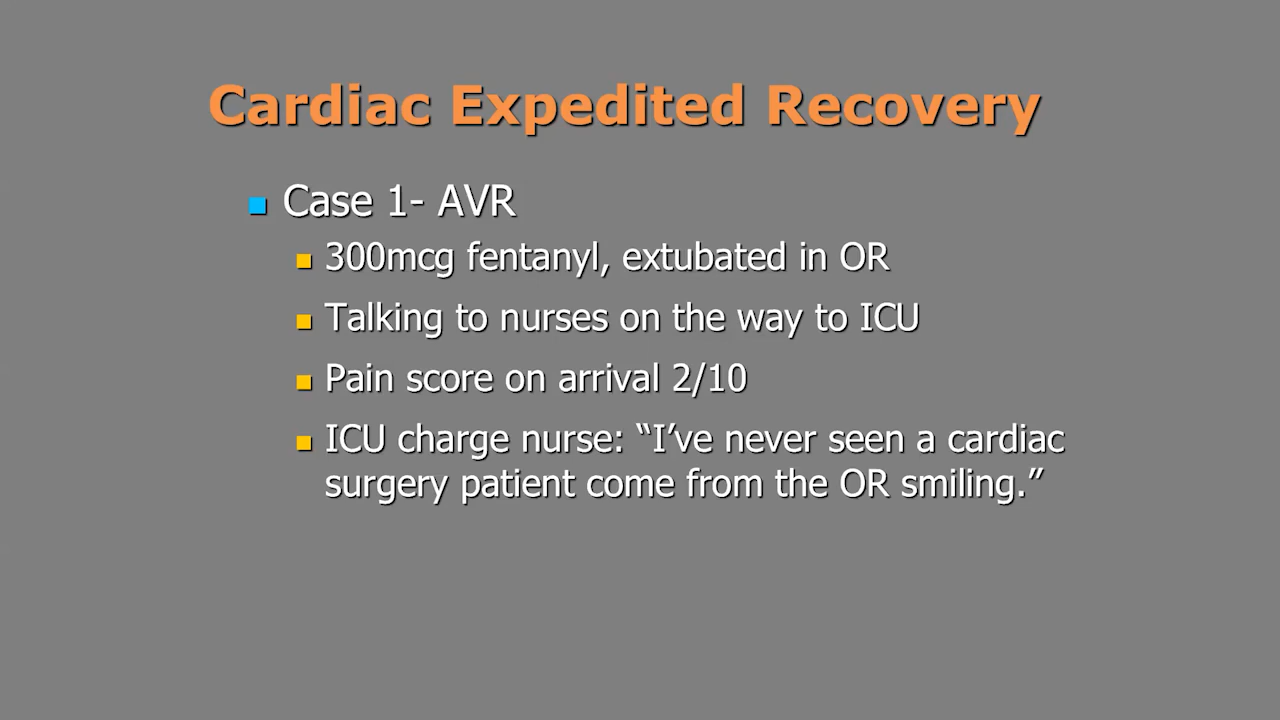 Cardiac Expedited Recovery
Case 1- AVR
300mcg fentanyl, extubated in OR
Talking to nurses on the way to ICU
Pain score on arrival 2/10
ICU charge nurse: “I’ve never seen a cardiac
surgery patient come from the OR smiling.”